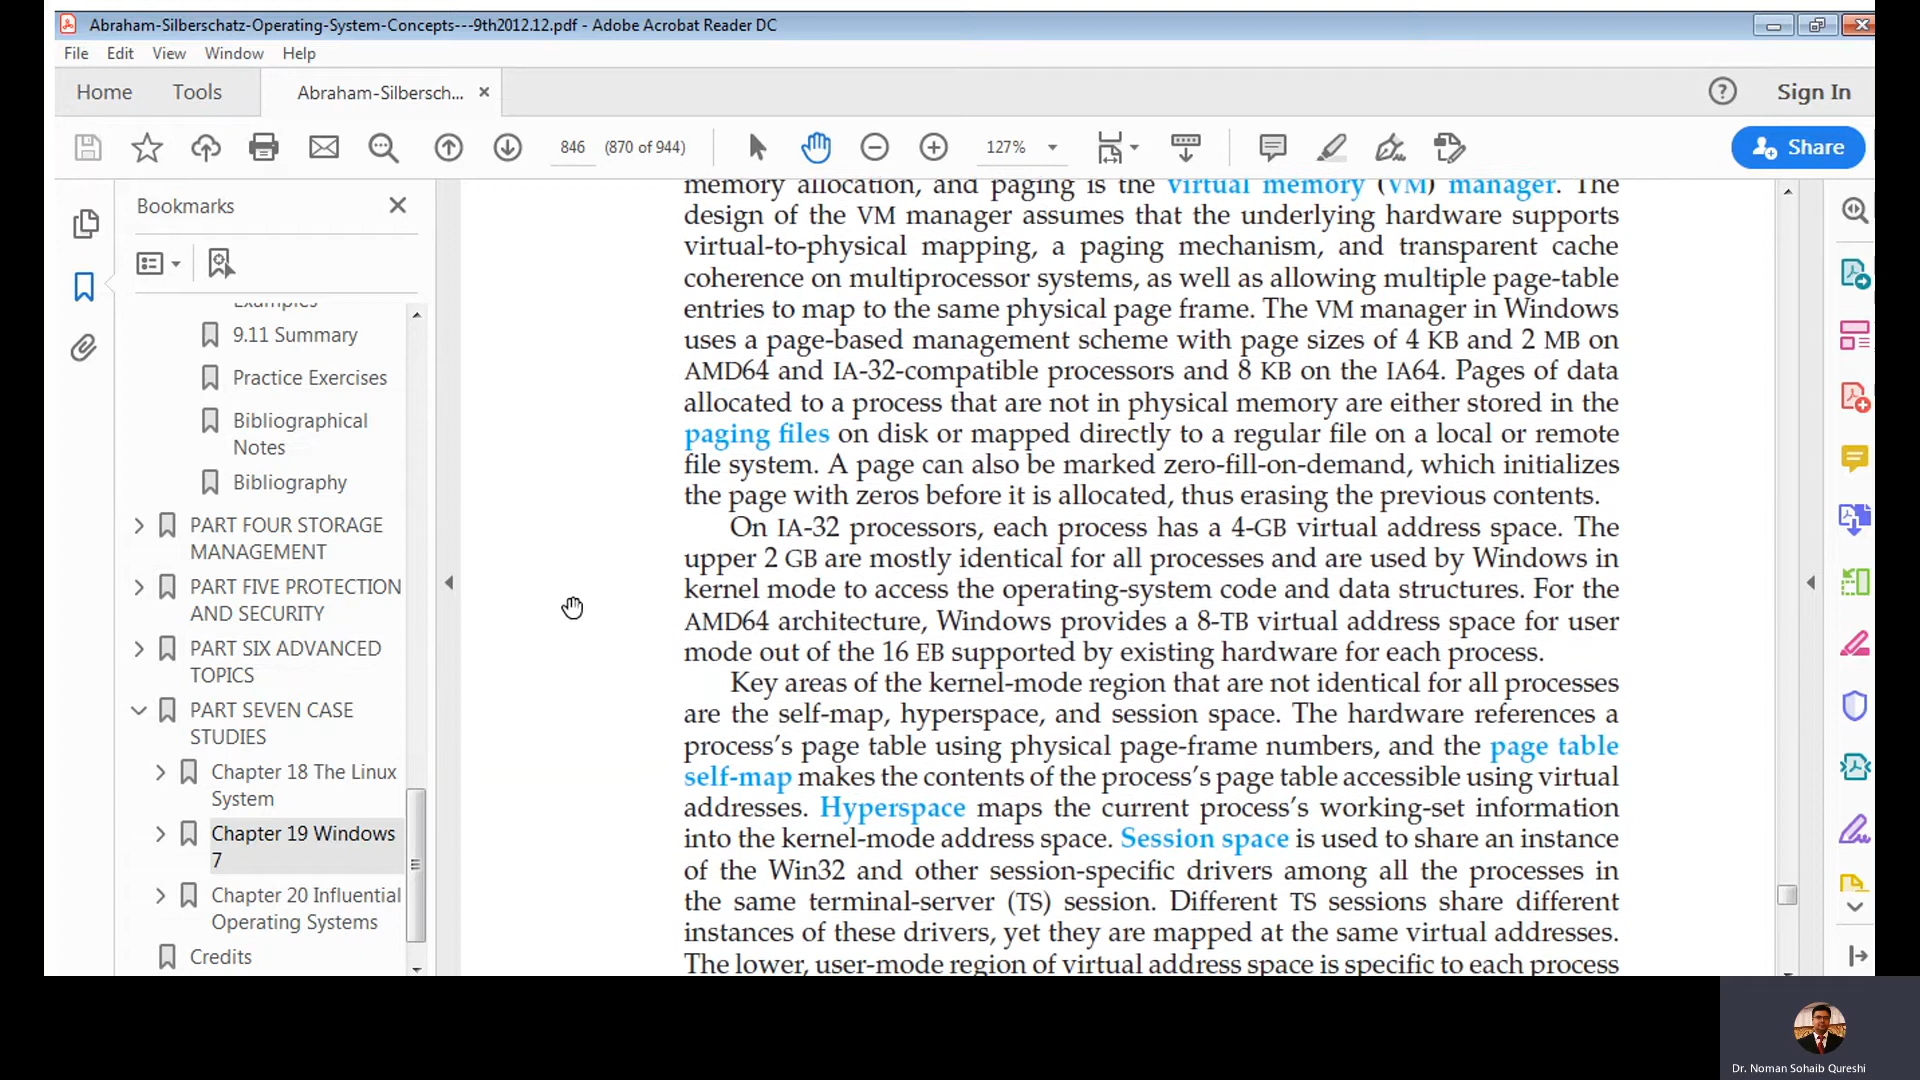 Abraham-Silberschatz-Operating-System-Concepts---9th2012.12.pdf - Adobe Acrobat Reader DC
File Edit View Window Help
Home Tools Abraham-Silbersch... Sign In
846 (870 of 944) 127% Share
Bookmarks
Examples
9.11 Summary
Practice Exercises
Bibliographical
Notes
Bibliography
PART FOUR STORAGE
MANAGEMENT
PART FIVE PROTECTION
AND SECURITY
PART SIX ADVANCED
TOPICS
PART SEVEN CASE
STUDIES
Chapter 18 The Linux
System
Chapter 19 Windows
7
Chapter 20 Influential
Operating Systems
Credits
memory allocation, and paging is the virtual memory (VM) manager. The
design of the VM manager assumes that the underlying hardware supports
virtual-to-physical mapping, a paging mechanism, and transparent cache
coherence on multiprocessor systems, as well as allowing multiple page-table
entries to map to the same physical page frame. The VM manager in Windows
uses a page-based management scheme with page sizes of 4 KB and 2 MB on
AMD64 and IA-32-compatible processors and 8 KB on the IA64. Pages of data
allocated to a process that are not in physical memory are either stored in the
paging files on disk or mapped directly to a regular file on a local or remote
file system. A page can also be marked zero-fill-on-demand, which initializes
the page with zeros before it is allocated, thus erasing the previous contents.
On IA-32 processors, each process has a 4-GB virtual address space. The
upper 2 GB are mostly identical for all processes and are used by Windows in
kernel mode to access the operating-system code and data structures. For the
AMD64 architecture, Windows provides a 8-TB virtual address space for user
mode out of the 16 EB supported by existing hardware for each process.
Key areas of the kernel-mode region that are not identical for all processes
are the self-map, hyperspace, and session space. The hardware references a
process's page table using physical page-frame numbers, and the page table
self-map makes the contents of the process's page table accessible using virtual
addresses. Hyperspace maps the current process's working-set information
into the kernel-mode address space. Session space is used to share an instance
of the Win32 and other session-specific drivers among all the processes in
the same terminal-server (TS) session. Different TS sessions share different
instances of these drivers, yet they are mapped at the same virtual addresses.
The lower, user-mode region of virtual address space is specific to each process
Dr. Noman Sohaib Qureshi